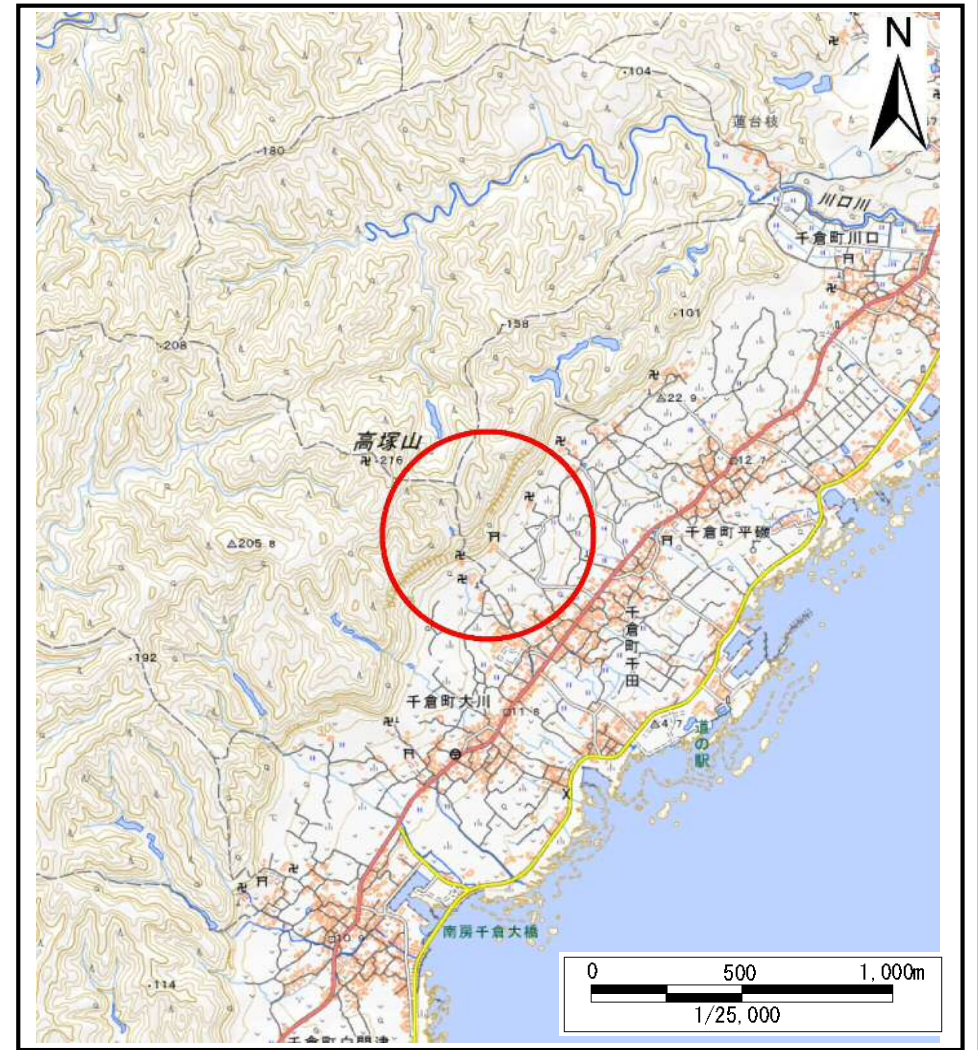 N
・104
蓮台枝
・180
川口川
千倉町川口
・158
・101
・208
△22.9
高塚山
・216
□12.7
千倉町平磯
△205.8
千倉町千田
・192
千倉町大川
□11.8
△4.7
道の駅
南房千倉大橋
・114
0 500 1,000m
1/25,000